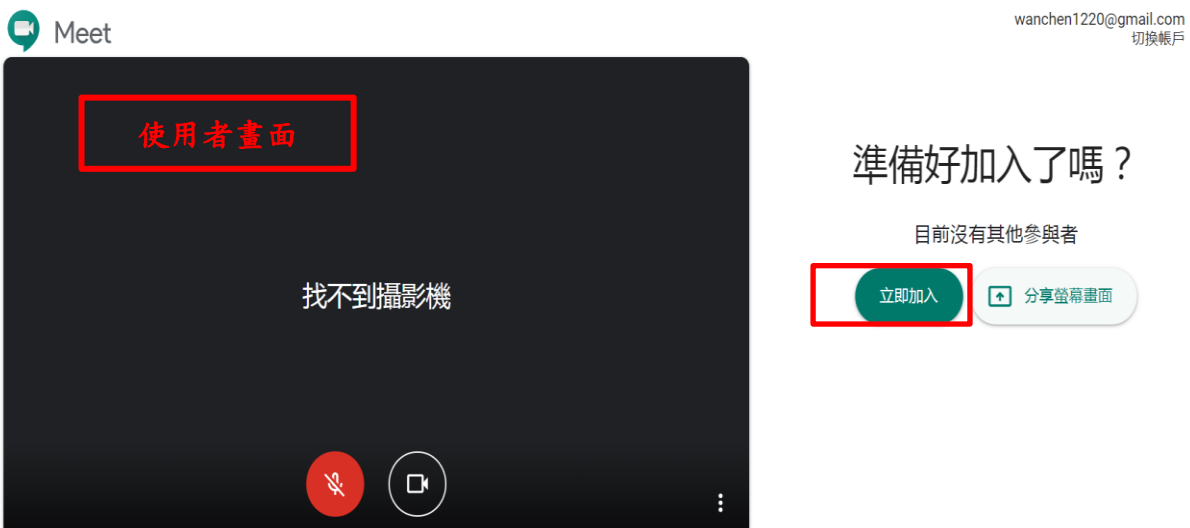 Meet
wanchen1220@gmail.com
切換帳戶
使用者畫面
找不到攝影機
準備好加入了嗎？
目前沒有其他參與者
立即加入
分享螢幕畫面